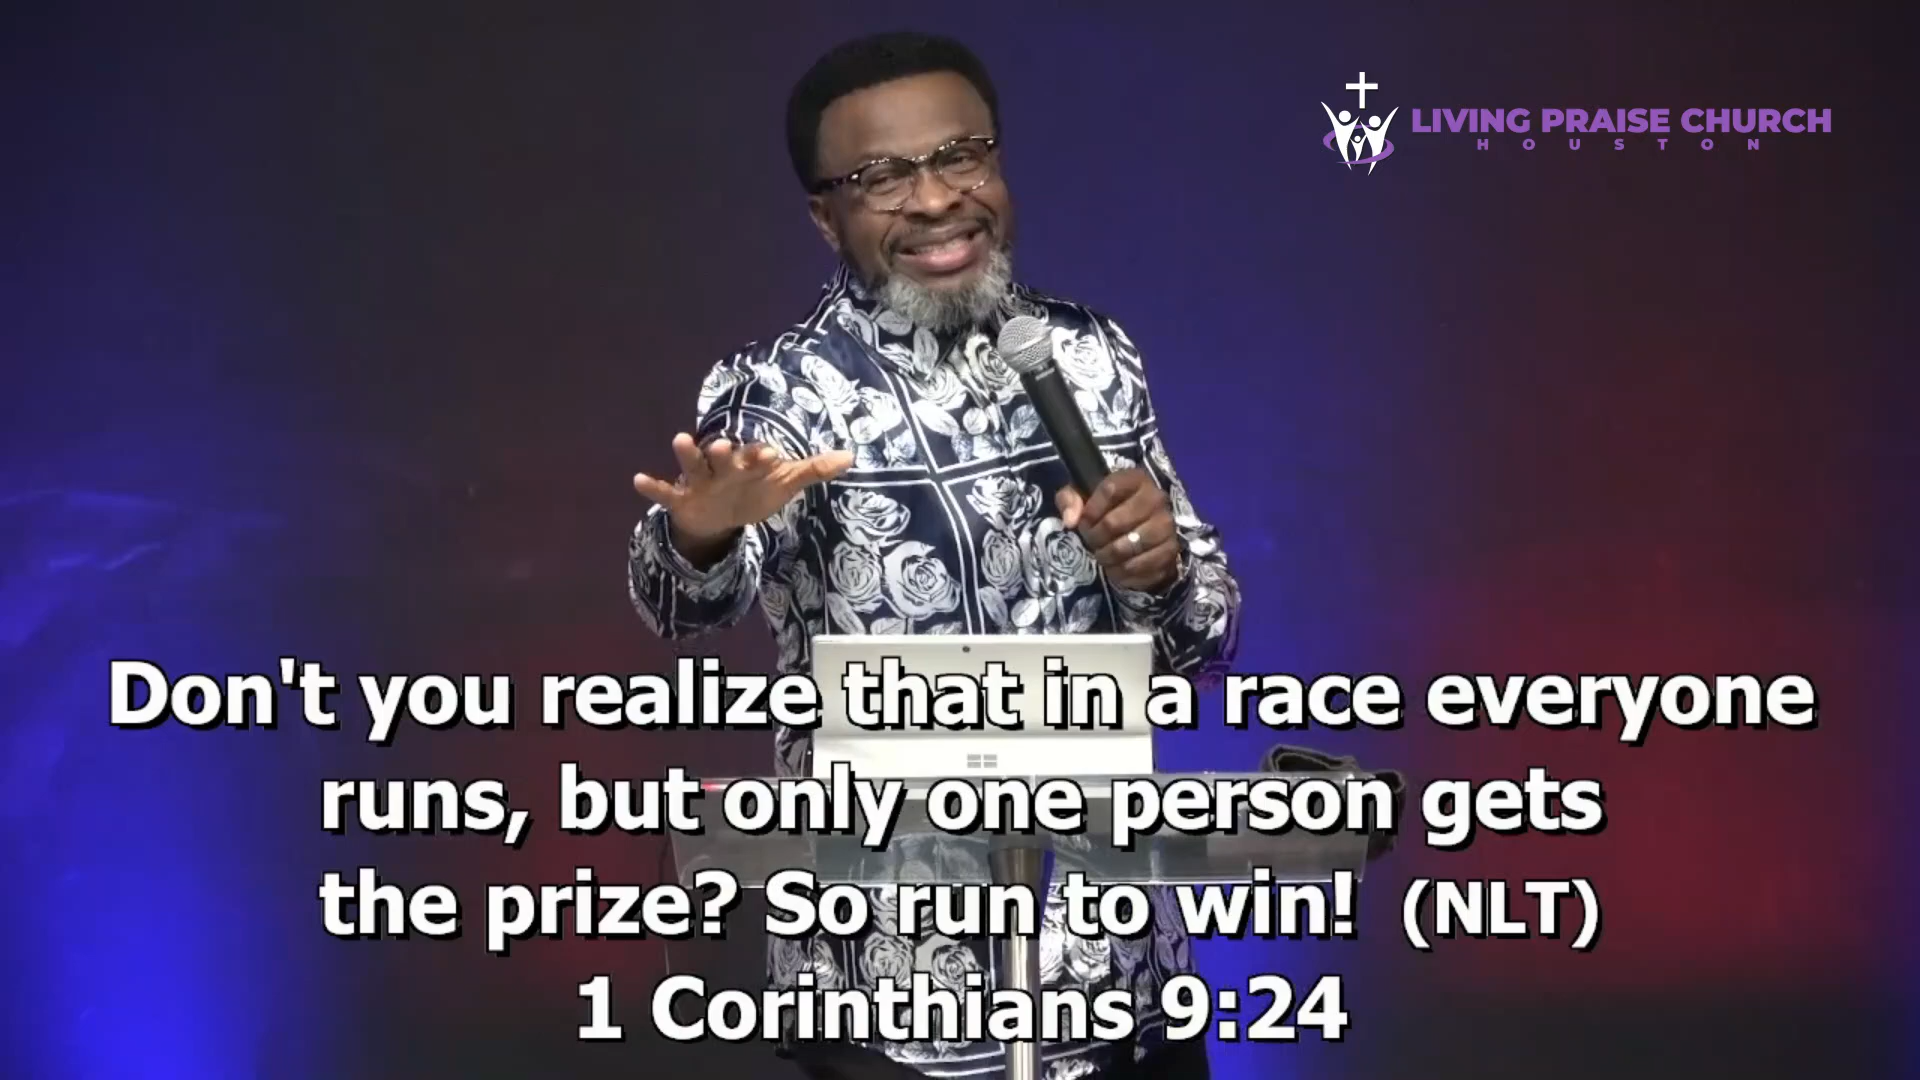 LIVING PRAISE CHURCH
HOUSTON
Don't you realize that in a race everyone
runs, but only one person gets
the prize? So run to win! (NLT)
1 Corinthians 9:24